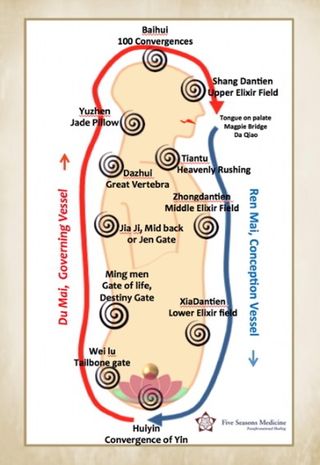 Baihui
100 Convergences
Shang Dantien
Upper Elixir Field
Yuzhen
Jade Pillow
Tongue on palate
Magpie Bridge
Da Qiao
Tiantu
Heavenly Rushing
Dazhui
Great Vertebra
Zhongdantien
Middle Elixir Field
Jia Ji, Mid back
or Jen Gate
Du Mai, Governing Vessel
Ren Mai, Conception Vessel
Ming men
Gate of life,
Destiny Gate
XiaDantien
Lower Elixir field
Wei lu
Tailbone gate
Huiyin
Convergence of Yin
Five Seasons Medicine
Transformational Healing